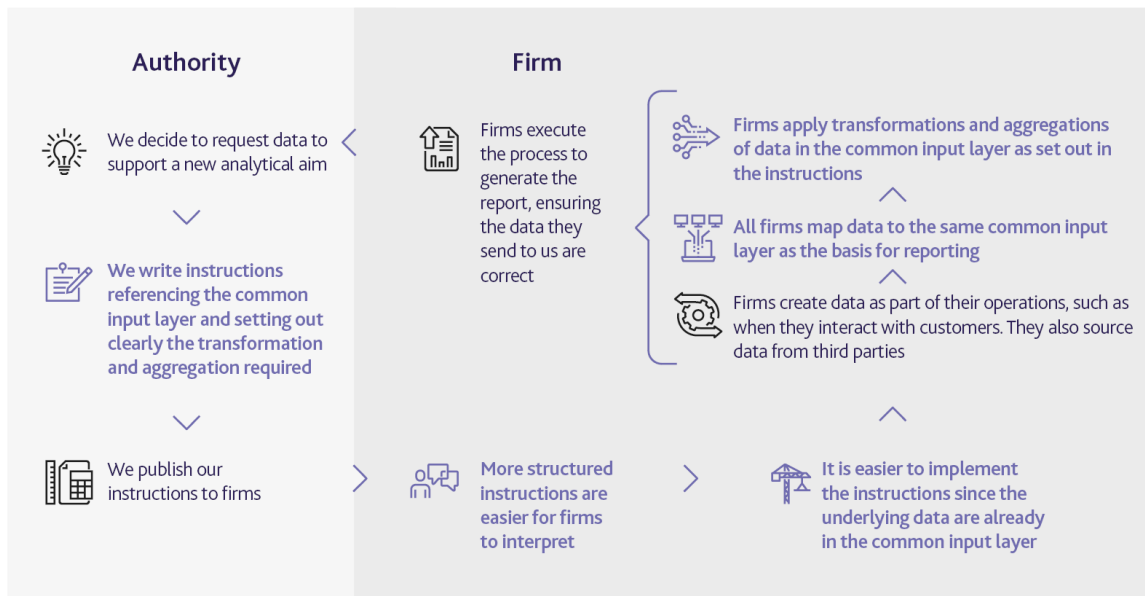 Authority
Firm
We decide to request data to
support a new analytical aim
We write instructions
referencing the common
input layer and setting out
clearly the transformation
and aggregation required
We publish our
instructions to firms
Firms execute
the process to
generate the
report, ensuring
the data they
send to us are
correct
Firms apply transformations and aggregations
of data in the common input layer as set out in
the instructions
All firms map data to the same common input
layer as the basis for reporting
Firms create data as part of their operations, such as
when they interact with customers. They also source
data from third parties
More structured
instructions are
easier for firms
to interpret
It is easier to implement
the instructions since the
underlying data are already
in the common input layer